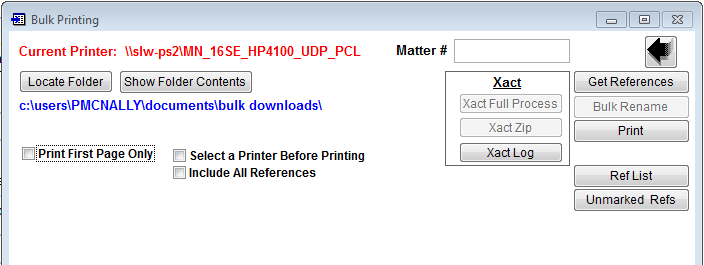 Bulk Printing
Current Printer: \\slw-ps2\MN_16SE_HP4100_UDP_PCL
Matter #
Locate Folder
Show Folder Contents
c:\users\PMCNALLY\documents\bulk downloads\
Xact
Xact Full Process
Xact Zip
Xact Log
Get References
Bulk Rename
Print
Print First Page Only
Select a Printer Before Printing
Include All References
Ref List
Unmarked Refs